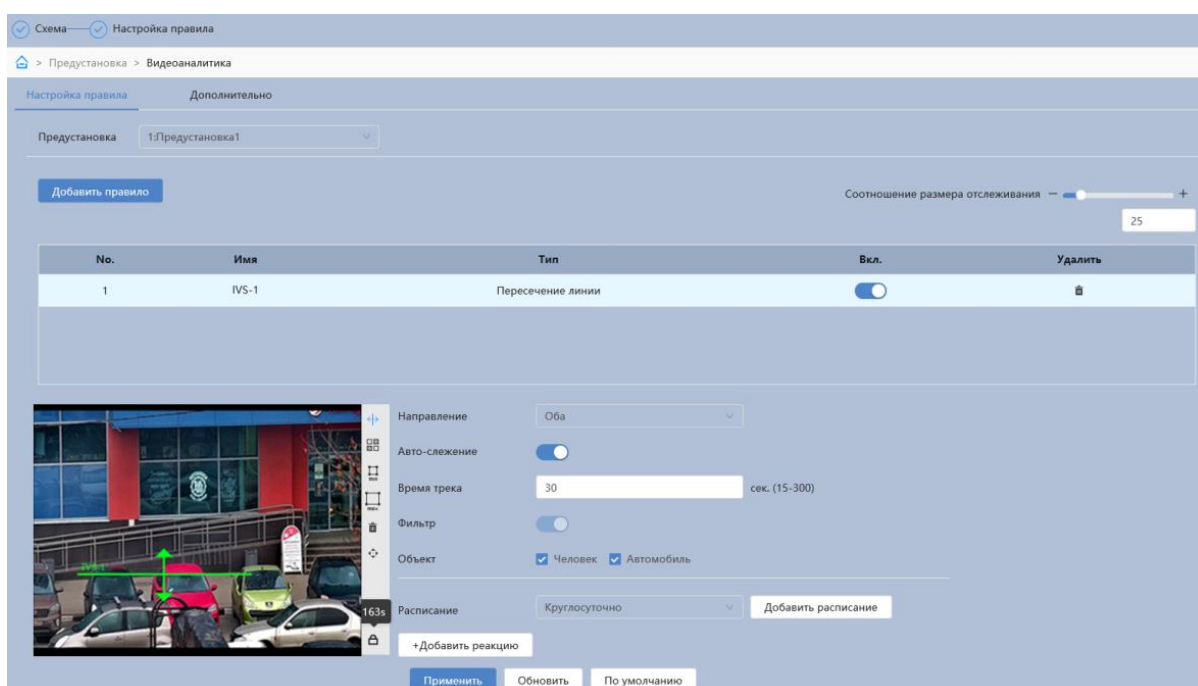 Схема Настройка правила
> Предустановка > Видеоаналитика
Настройка правила Дополнительно
Предустановка 1:Предустановка1
Добавить правило Соотношение размера отслеживания − +
25
No. Имя Тип Вкл. Удалить
1 IVS-1 Пересечение линии
Направление Оба
Авто-слежение
Время трека 30 сек. (15-300)
Фильтр
Объект Человек Автомобиль
IVS-1
163s
Расписание Круглосуточно Добавить расписание
+Добавить реакцию
Применить Обновить По умолчанию